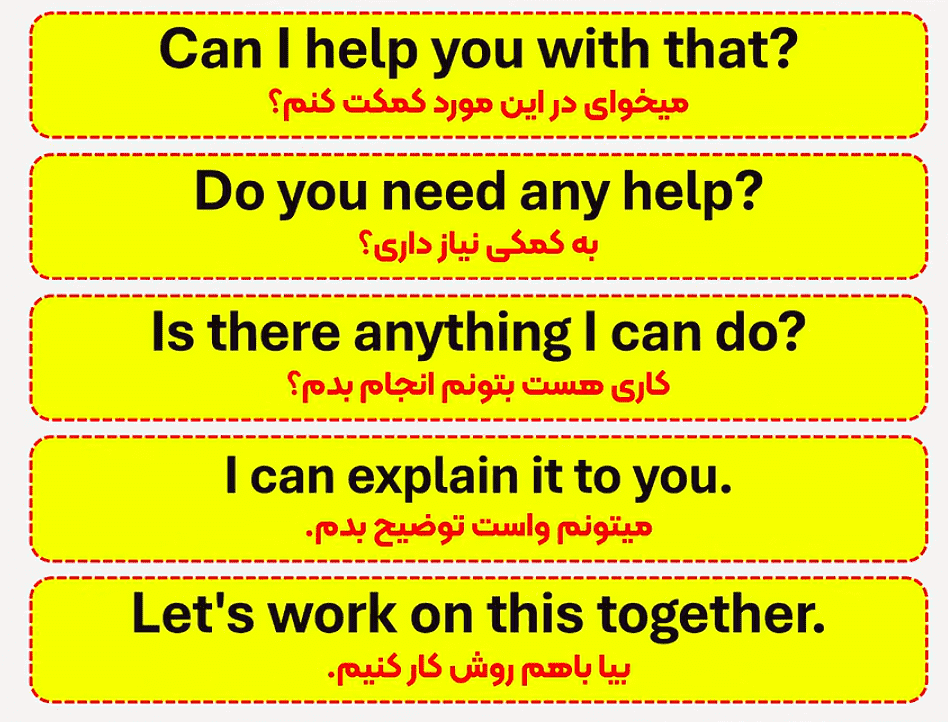 Can I help you with that?
میخوای در این مورد کمکت کنم؟
Do you need any help?
به کمکی نیاز داری؟
Is there anything I can do?
کاری هست بتونم انجام بدم؟
I can explain it to you.
میتونم واست توضیح بدم.
Let's work on this together.
بیا باهم روش کار کنیم.